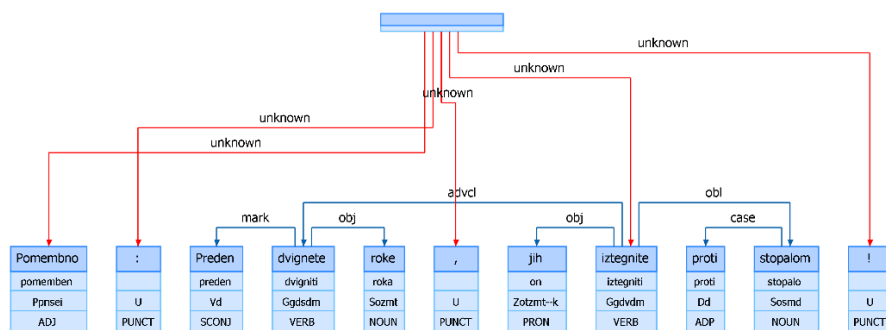 unknown
unknown
unknown
unknown
unknown
advcl obl
mark obj obj case
Pomembno : Preden dvignete roke , jih iztegnite proti stopalom !
pomemben preden dvigniti roka on iztegniti proti stopalo
Ppnsei U Vd Ggdsdm Sozmt U Zotzmt--k Ggdvdm Dd Sosmd U
ADJ PUNCT SCONJ VERB NOUN PUNCT PRON VERB ADP NOUN PUNCT